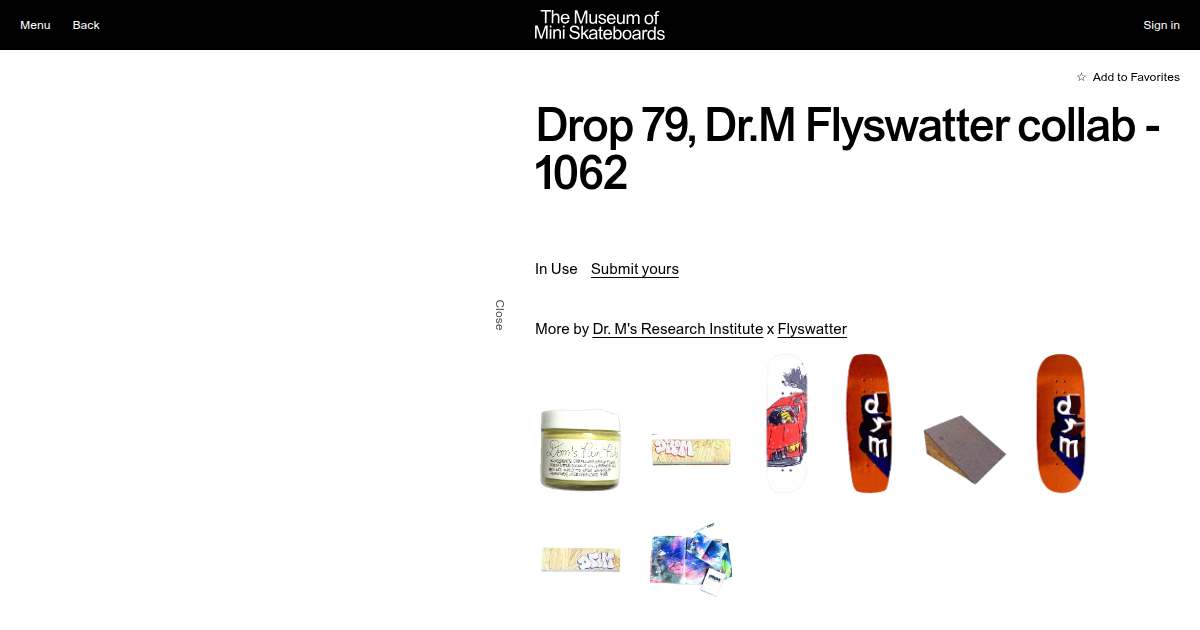 Menu
Back
The Museum of
Mini Skateboards
Sign in
☆ Add to Favorites
Drop 79, Dr.M Flyswatter collab -
1062
In Use
Submit yours
Close
More by Dr. M's Research Institute x Flyswatter